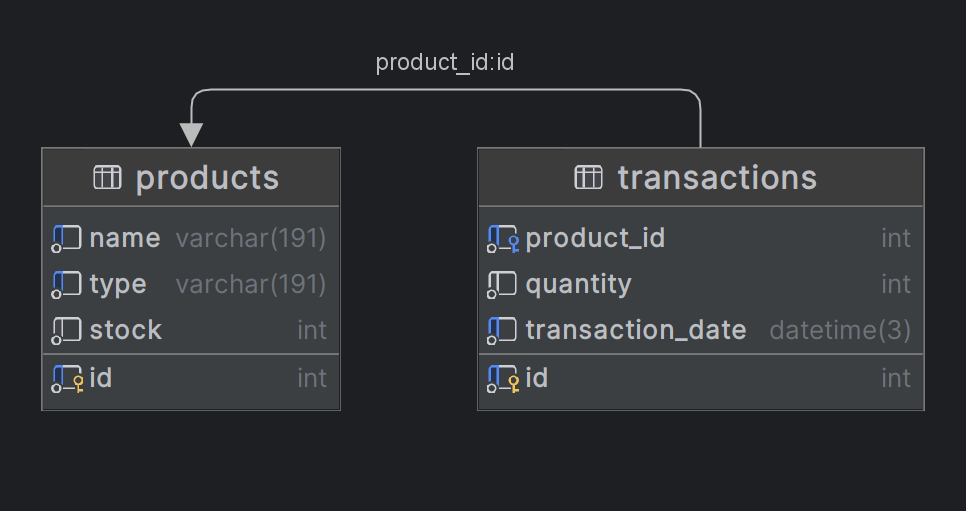 product_id:id
products
name varchar(191)
type varchar(191)
stock int
id int
transactions
product_id int
quantity int
transaction_date datetime(3)
id int